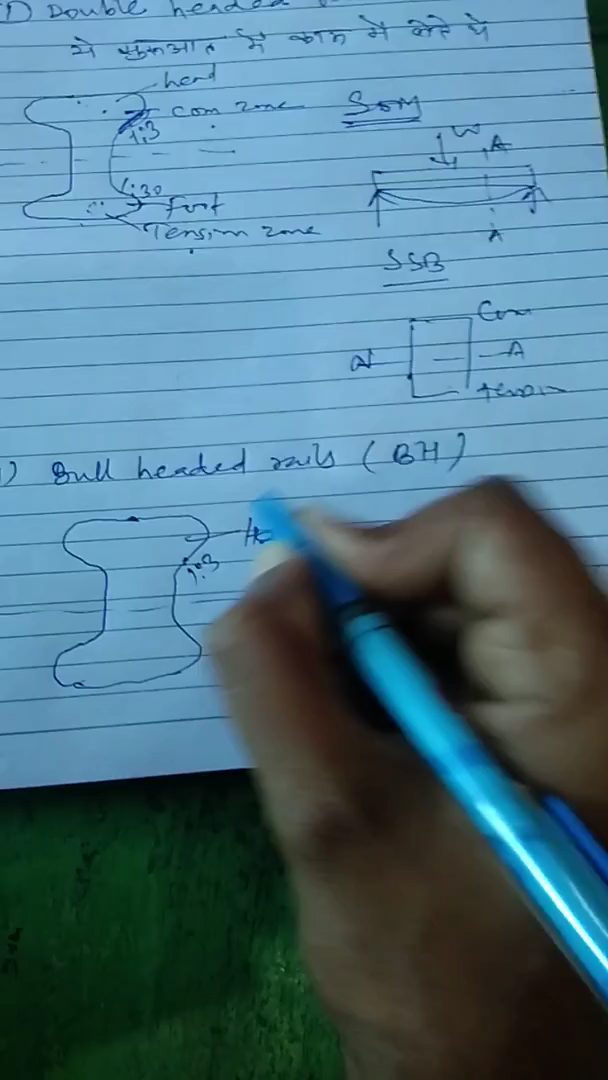 1) Double headed
ये शुरुआत में काम में लेते थे
head
com zone
SOM
1:3
W
A
1:30
foot
Tension zone
A
SSB
Com
N
A
tension
) Bull headed rails (BH)
He
1:3